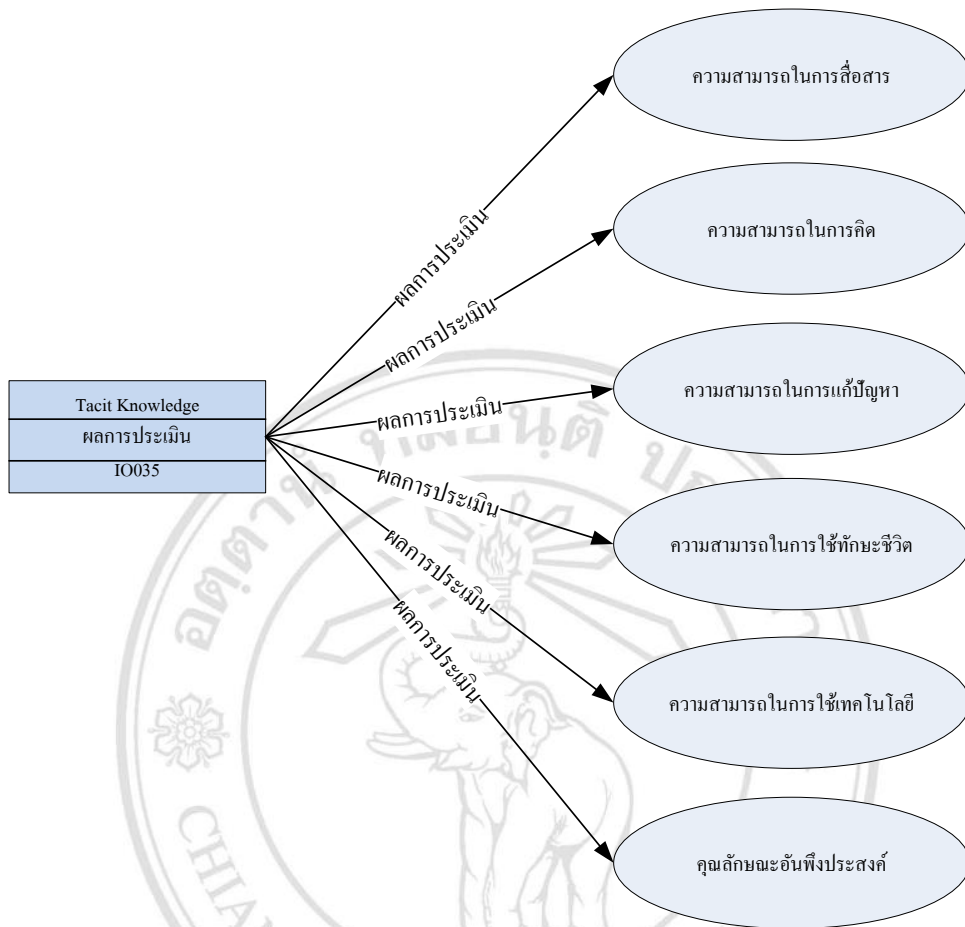 ความสามารถในการสื่อสาร
ผลการประเมิน
ความสามารถในการคิด
ผลการประเมิน
ความสามารถในการแก้ปัญหา
ผลการประเมิน
Tacit Knowledge
ผลการประเมิน
IO035
ผลการประเมิน
ความสามารถในการใช้ทักษะชีวิต
ผลการประเมิน
ความสามารถในการใช้เทคโนโลยี
ผลการประเมิน
คุณลักษณะอันพึงประสงค์